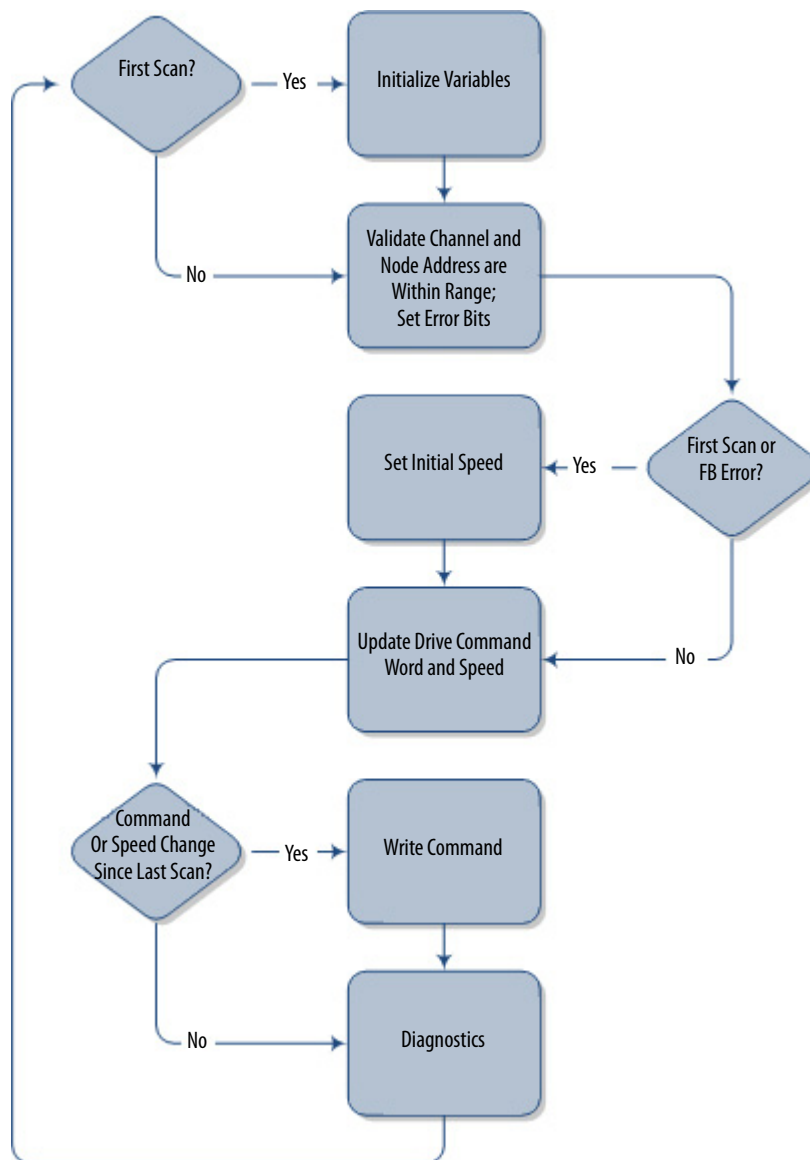 First Scan?
Yes
Initialize Variables
No
Validate Channel and
Node Address are
Within Range;
Set Error Bits
First Scan or
FB Error?
Yes
Set Initial Speed
No
Update Drive Command
Word and Speed
Command
Or Speed Change
Since Last Scan?
Yes
Write Command
No
Diagnostics